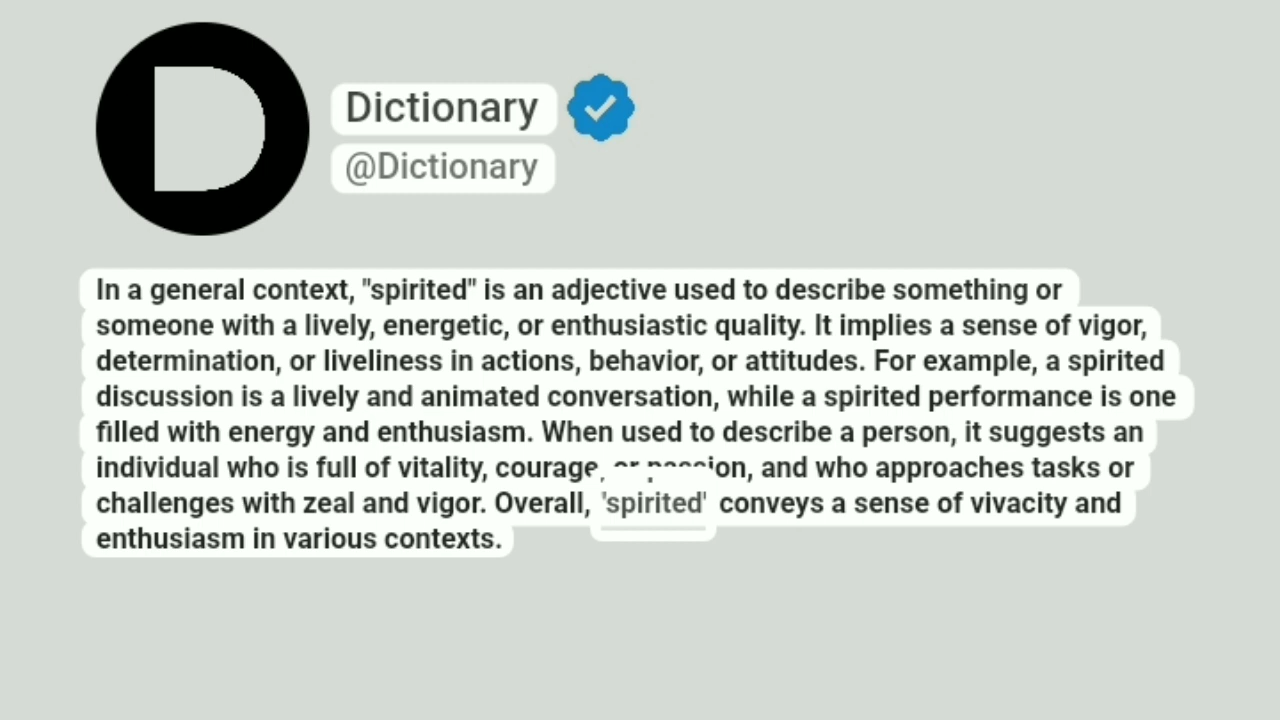 D
Dictionary
@Dictionary
In a general context, "spirited" is an adjective used to describe something or
someone with a lively, energetic, or enthusiastic quality. It implies a sense of vigor,
determination, or liveliness in actions, behavior, or attitudes. For example, a spirited
discussion is a lively and animated conversation, while a spirited performance is one
filled with energy and enthusiasm. When used to describe a person, it suggests an
individual who is full of vitality, courage, or passion, and who approaches tasks or
challenges with zeal and vigor. Overall, 'spirited' conveys a sense of vivacity and
enthusiasm in various contexts.